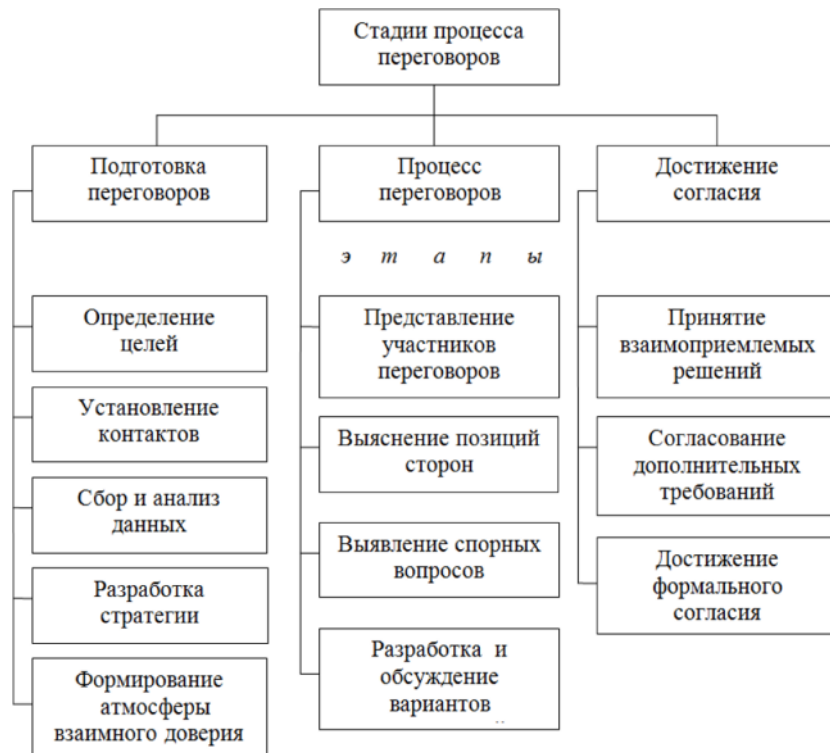 Стадии процесса
переговоров
Подготовка
переговоров
Процесс
переговоров
Достижение
согласия
э т а п ы
Определение
целей
Установление
контактов
Сбор и анализ
данных
Разработка
стратегии
Формирование
атмосферы
взаимного доверия
Представление
участников
переговоров
Выяснение позиций
сторон
Выявление спорных
вопросов
Разработка и
обсуждение
вариантов
Принятие
взаимоприемлемых
решений
Согласование
дополнительных
требований
Достижение
формального
согласия